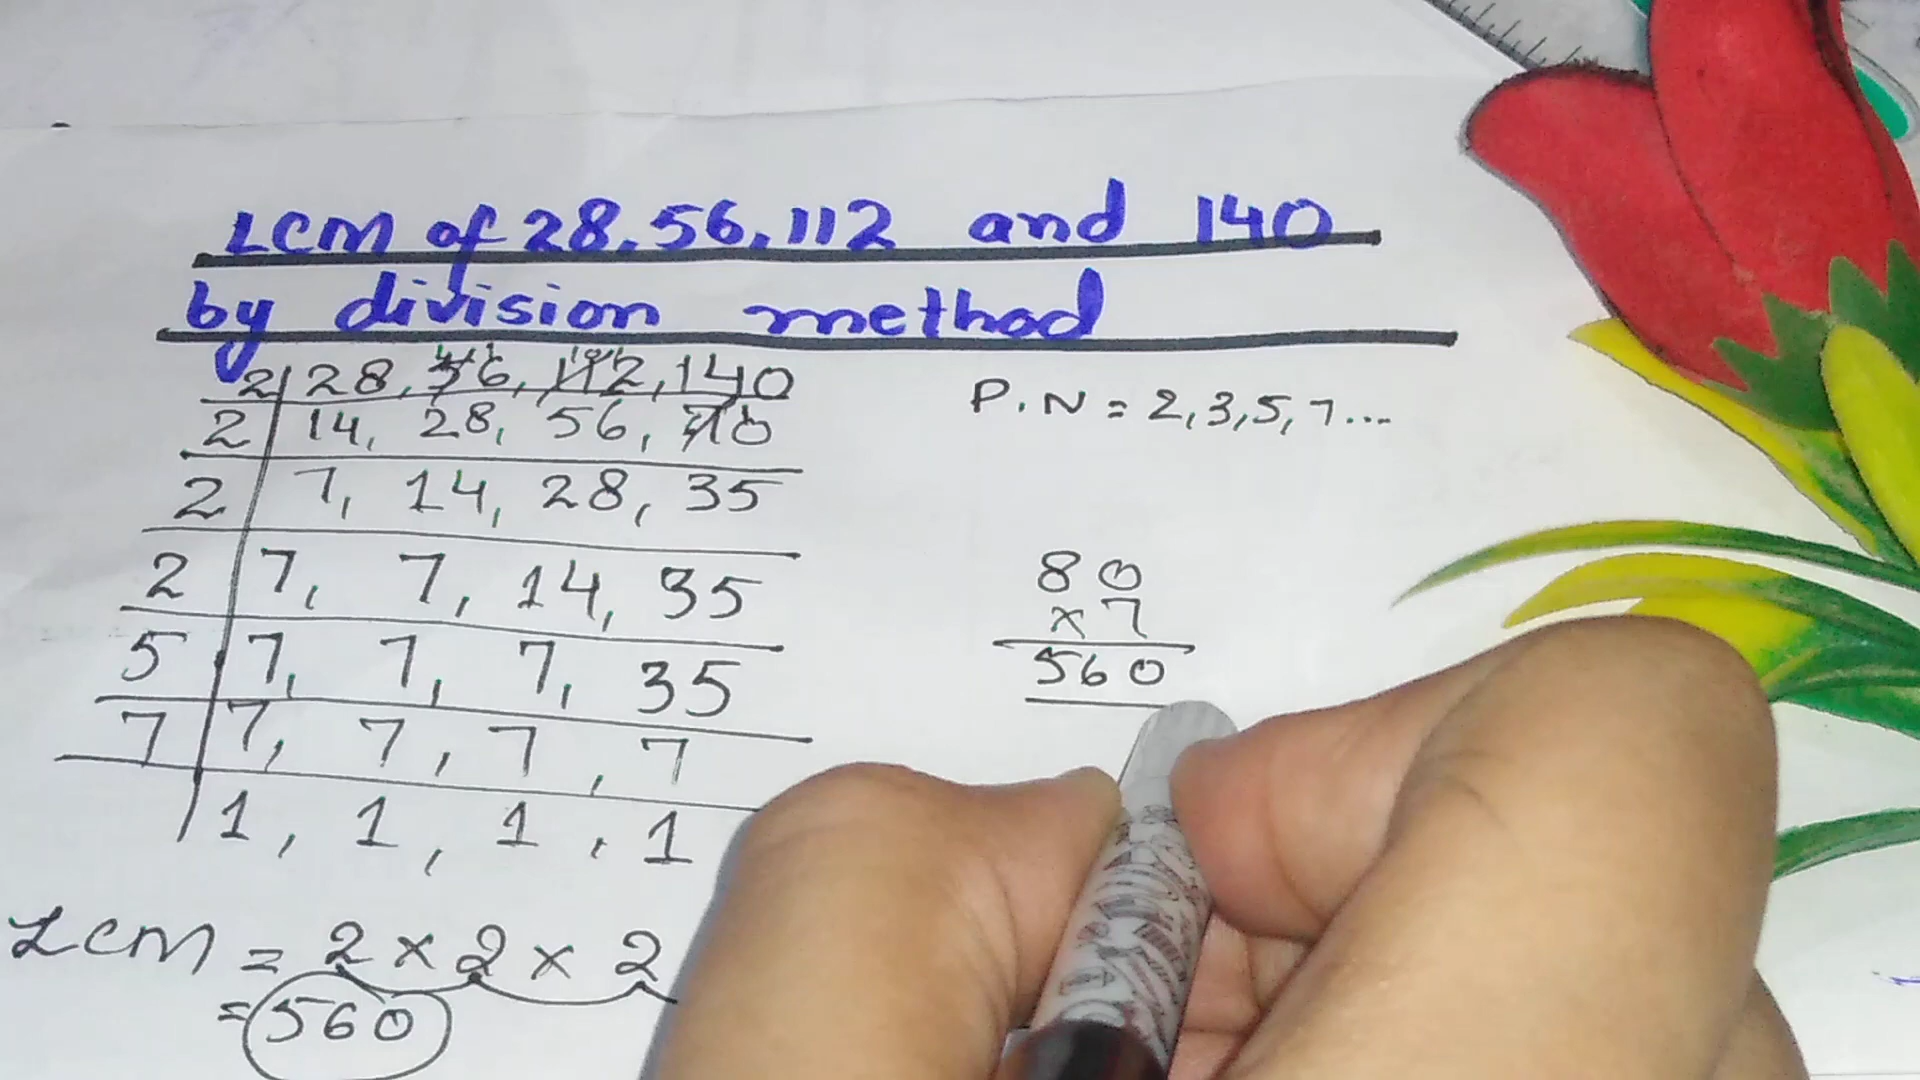 LCM of 28, 56, 112 and 140
by division method
2 | 28, 56, 112, 140
2 | 14, 28, 56, 70
2 | 7, 14, 28, 35
2 | 7, 7, 14, 35
5 | 7, 7, 7, 35
7 | 7, 7, 7, 7
1, 1, 1, 1
LCM = 2 × 2 × 2
= 560
P.N = 2, 3, 5, 7...
80
× 7
560